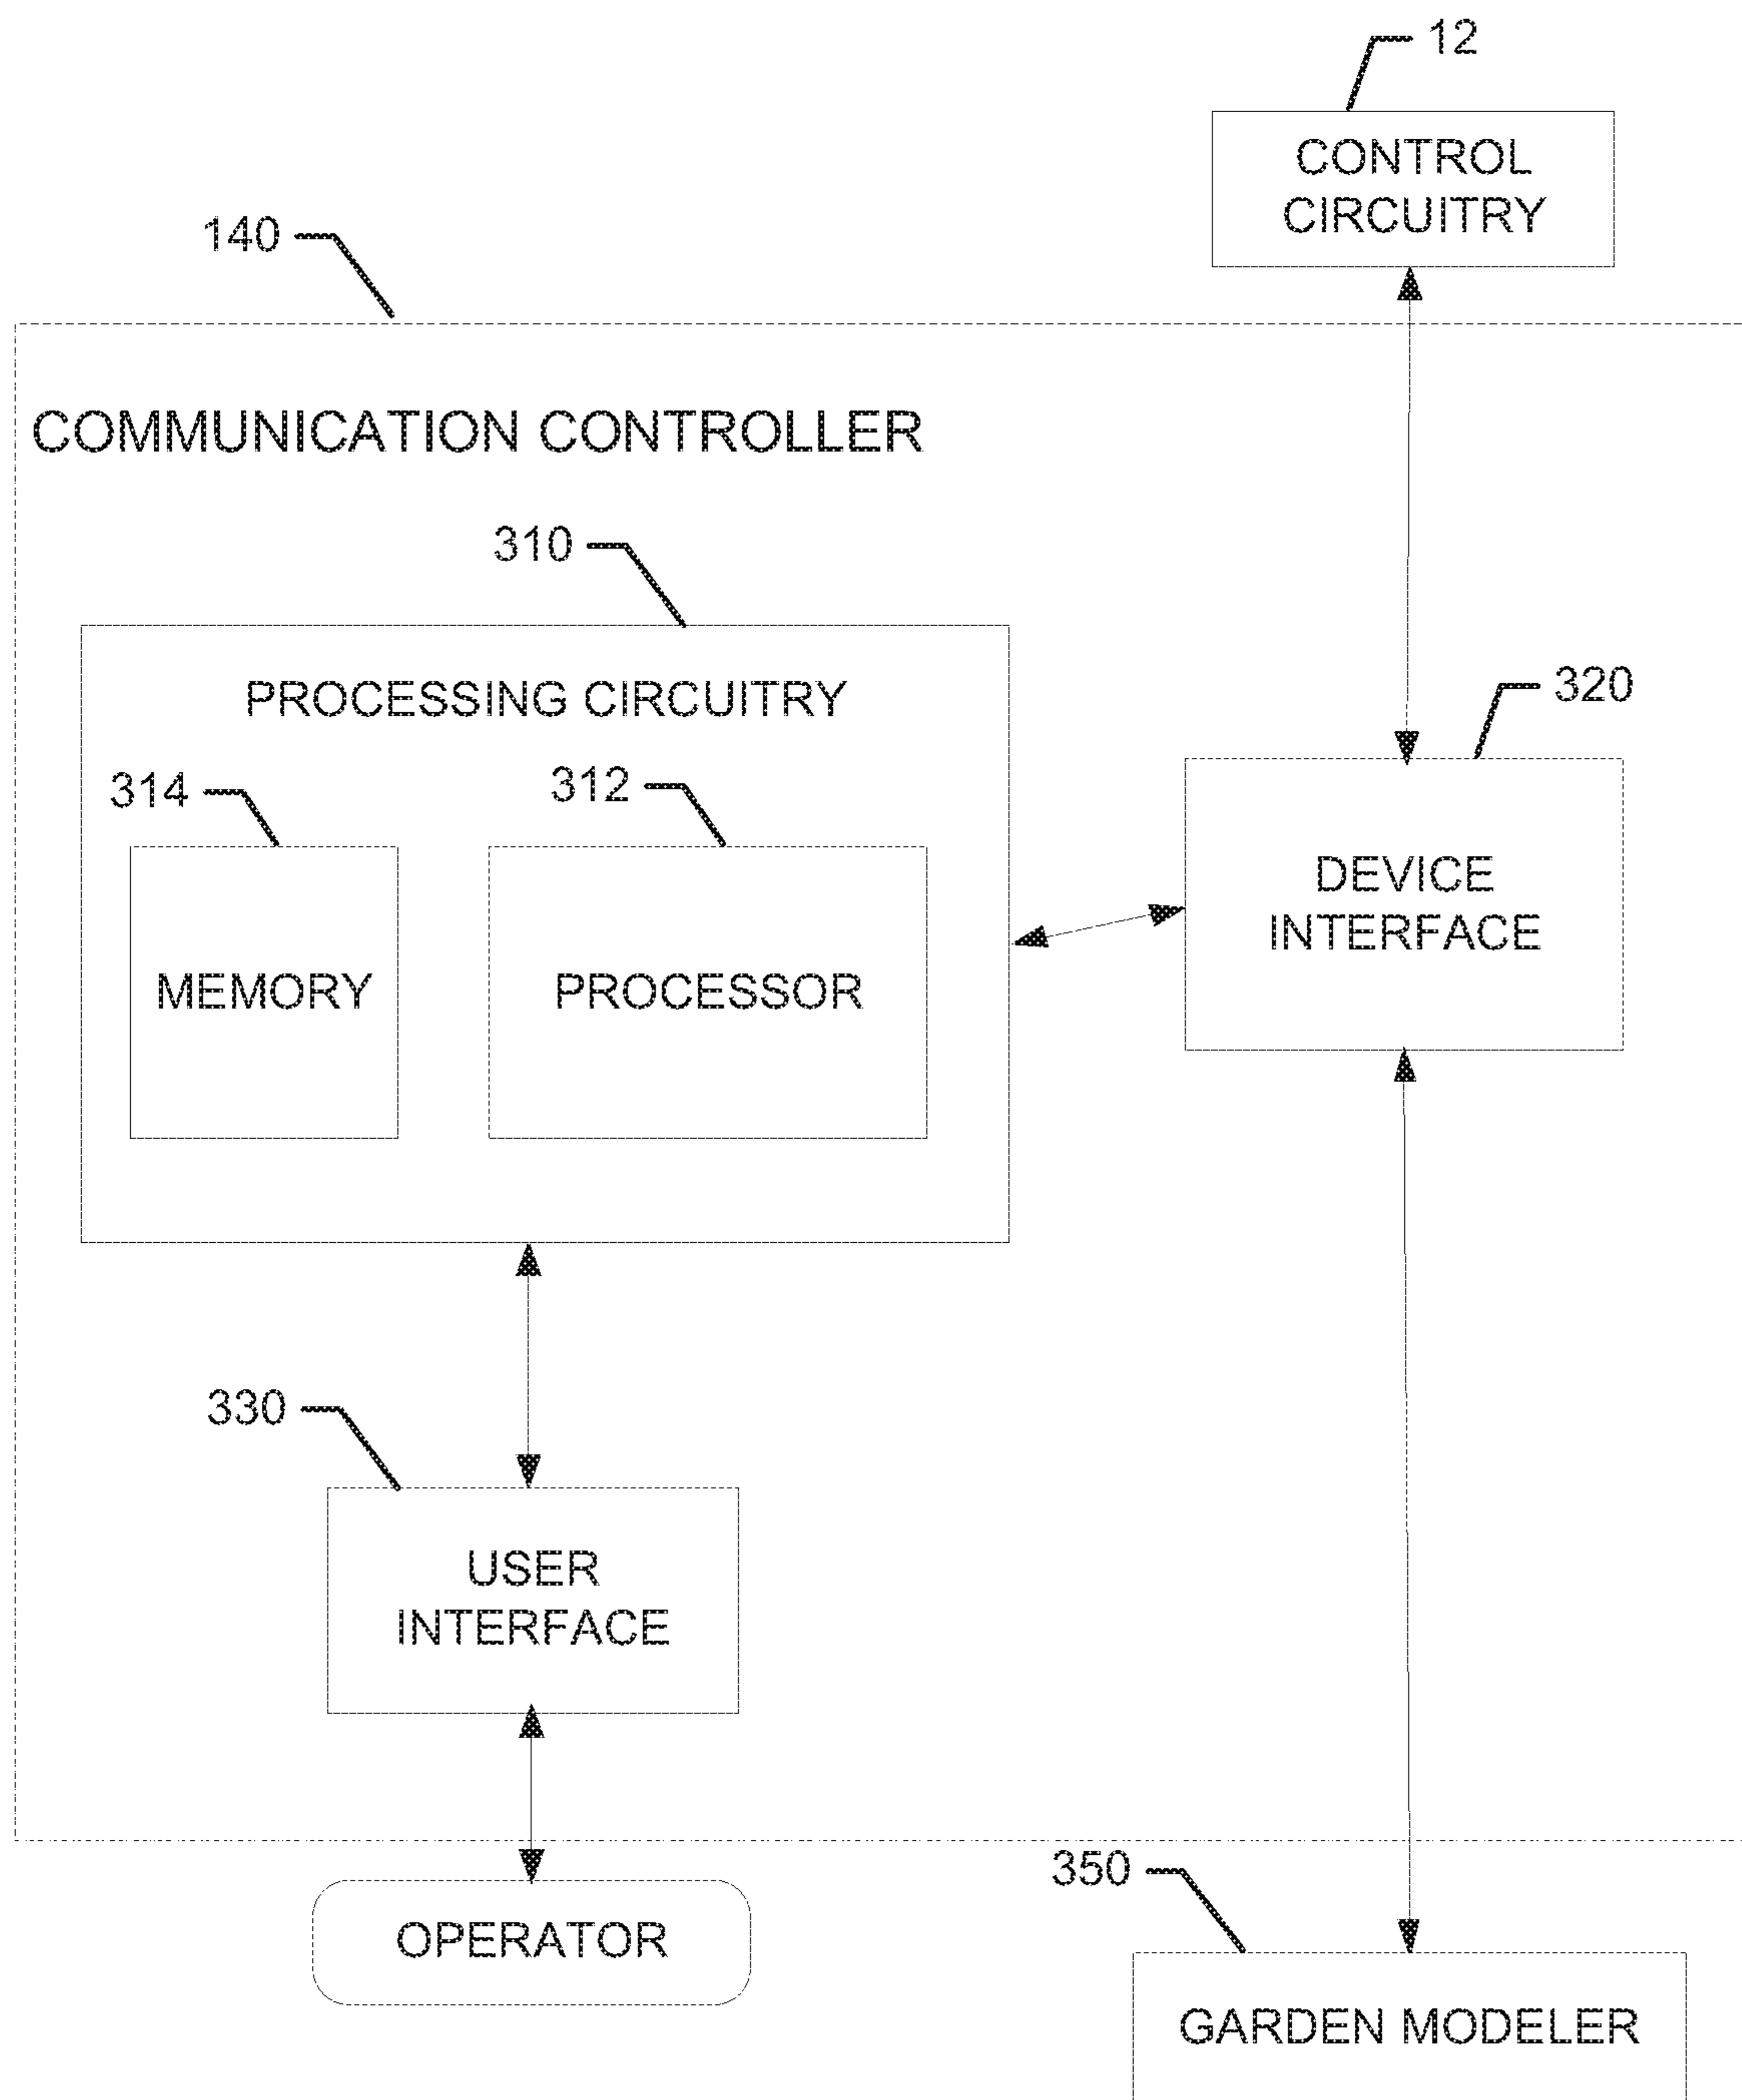 12
CONTROL
CIRCUITRY
140
COMMUNICATION CONTROLLER
310
PROCESSING CIRCUITRY
320
314
312
DEVICE
INTERFACE
MEMORY
PROCESSOR
330
USER
INTERFACE
350
OPERATOR
GARDEN MODELER